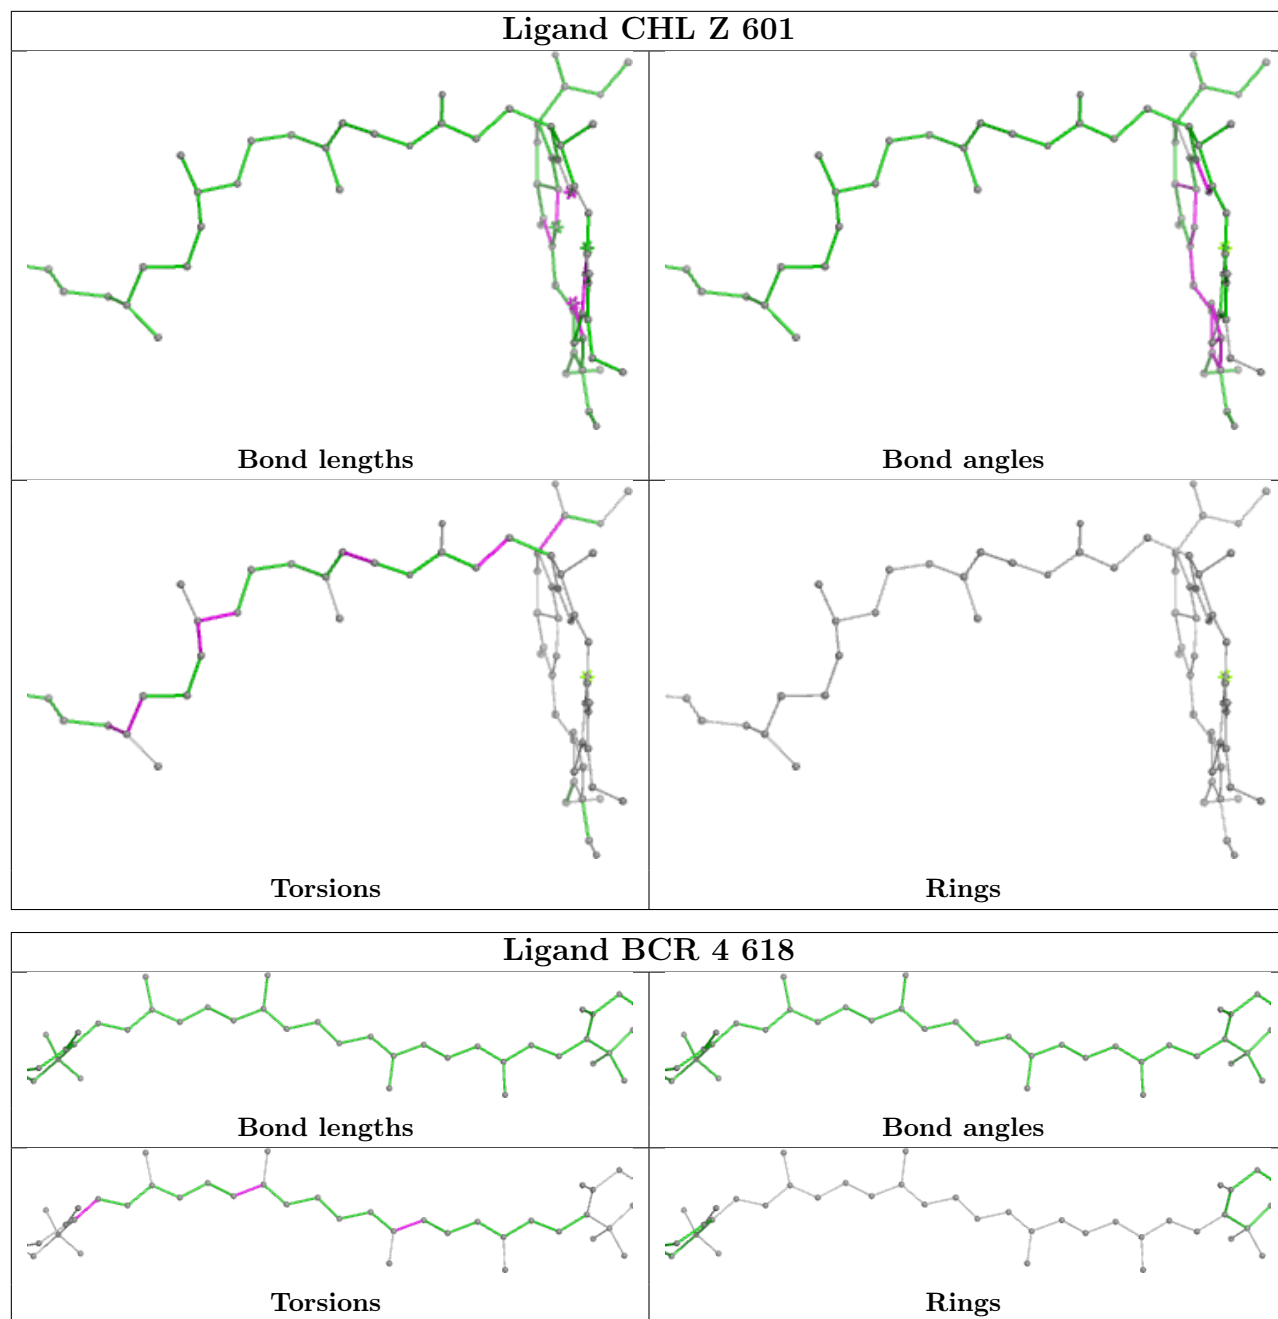 Ligand CHL Z 601
Bond lengths
Bond angles
Torsions
Rings
Ligand BCR 4 618
Bond lengths
Bond angles
Torsions
Rings